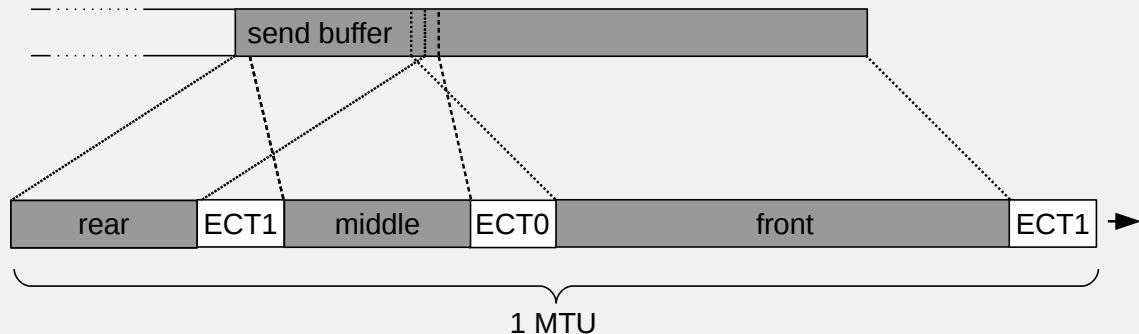 send buffer
rear ECT1 middle ECT0 front ECT1
1 MTU